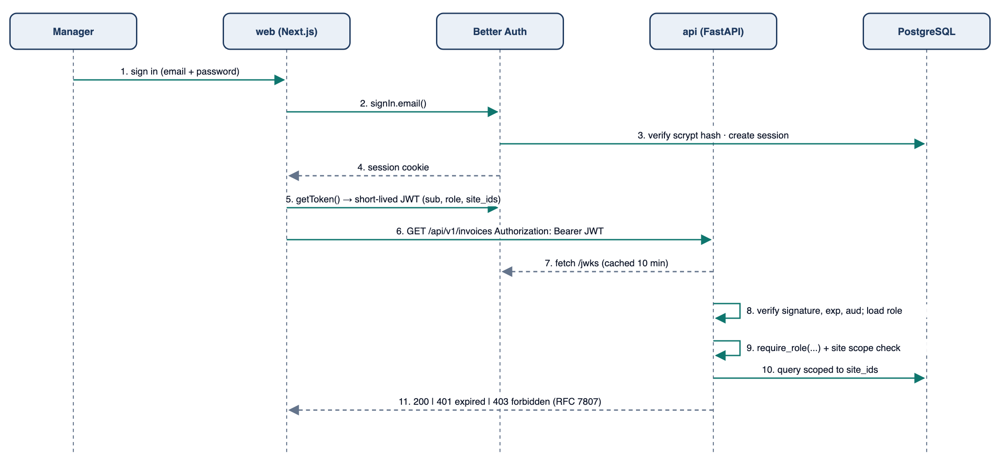 Manager
web (Next.js)
Better Auth
api (FastAPI)
PostgreSQL
1. sign in (email + password)
2. signIn.email()
3. verify scrypt hash · create session
4. session cookie
5. getToken() → short-lived JWT (sub, role, site_ids)
6. GET /api/v1/invoices Authorization: Bearer JWT
7. fetch /jwks (cached 10 min)
8. verify signature, exp, aud; load role
9. require_role(...) + site scope check
10. query scoped to site_ids
11. 200 | 401 expired | 403 forbidden (RFC 7807)